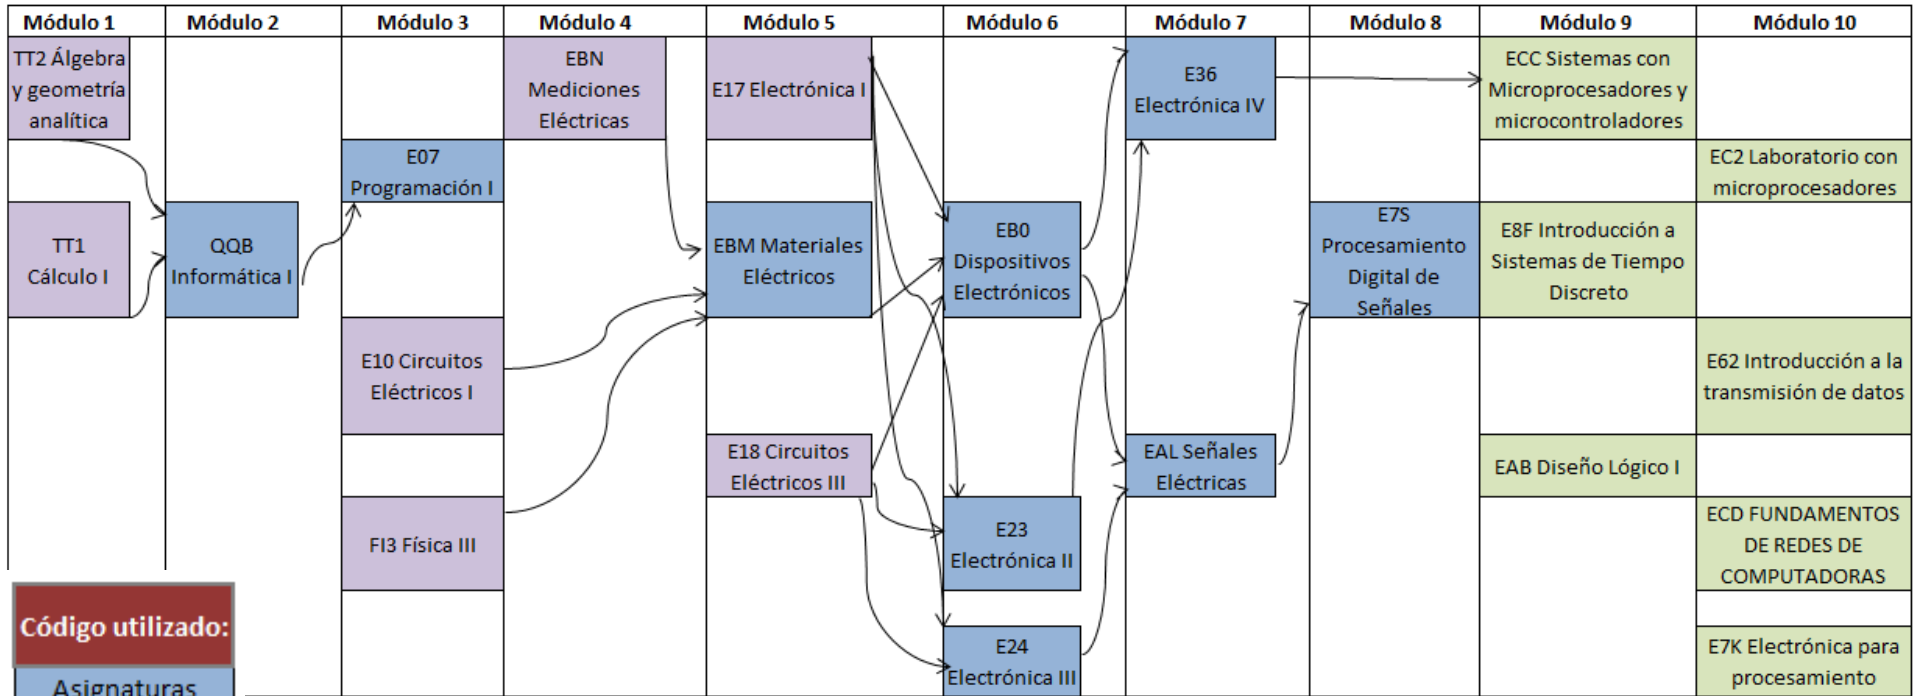 Módulo 1
Módulo 2
Módulo 3
Módulo 4
Módulo 5
Módulo 6
Módulo 7
Módulo 8
Módulo 9
Módulo 10
TT2 Álgebra
y geometría
analítica
TT1
Cálculo I
QQB
Informática I
E07
Programación I
E10 Circuitos
Eléctricos I
FI3 Física III
EBN
Mediciones
Eléctricas
E17 Electrónica I
EBM Materiales
Eléctricos
E18 Circuitos
Eléctricos III
EB0
Dispositivos
Electrónicos
E23
Electrónica II
E24
Electrónica III
E36
Electrónica IV
EAL Señales
Eléctricas
E7S
Procesamiento
Digital de
Señales
ECC Sistemas con
Microprocesadores y
microcontroladores
E8F Introducción a
Sistemas de Tiempo
Discreto
EAB Diseño Lógico I
EC2 Laboratorio con
microprocesadores
E62 Introducción a la
transmisión de datos
ECD FUNDAMENTOS
DE REDES DE
COMPUTADORAS
E7K Electrónica para
procesamiento
Código utilizado:
Asignaturas